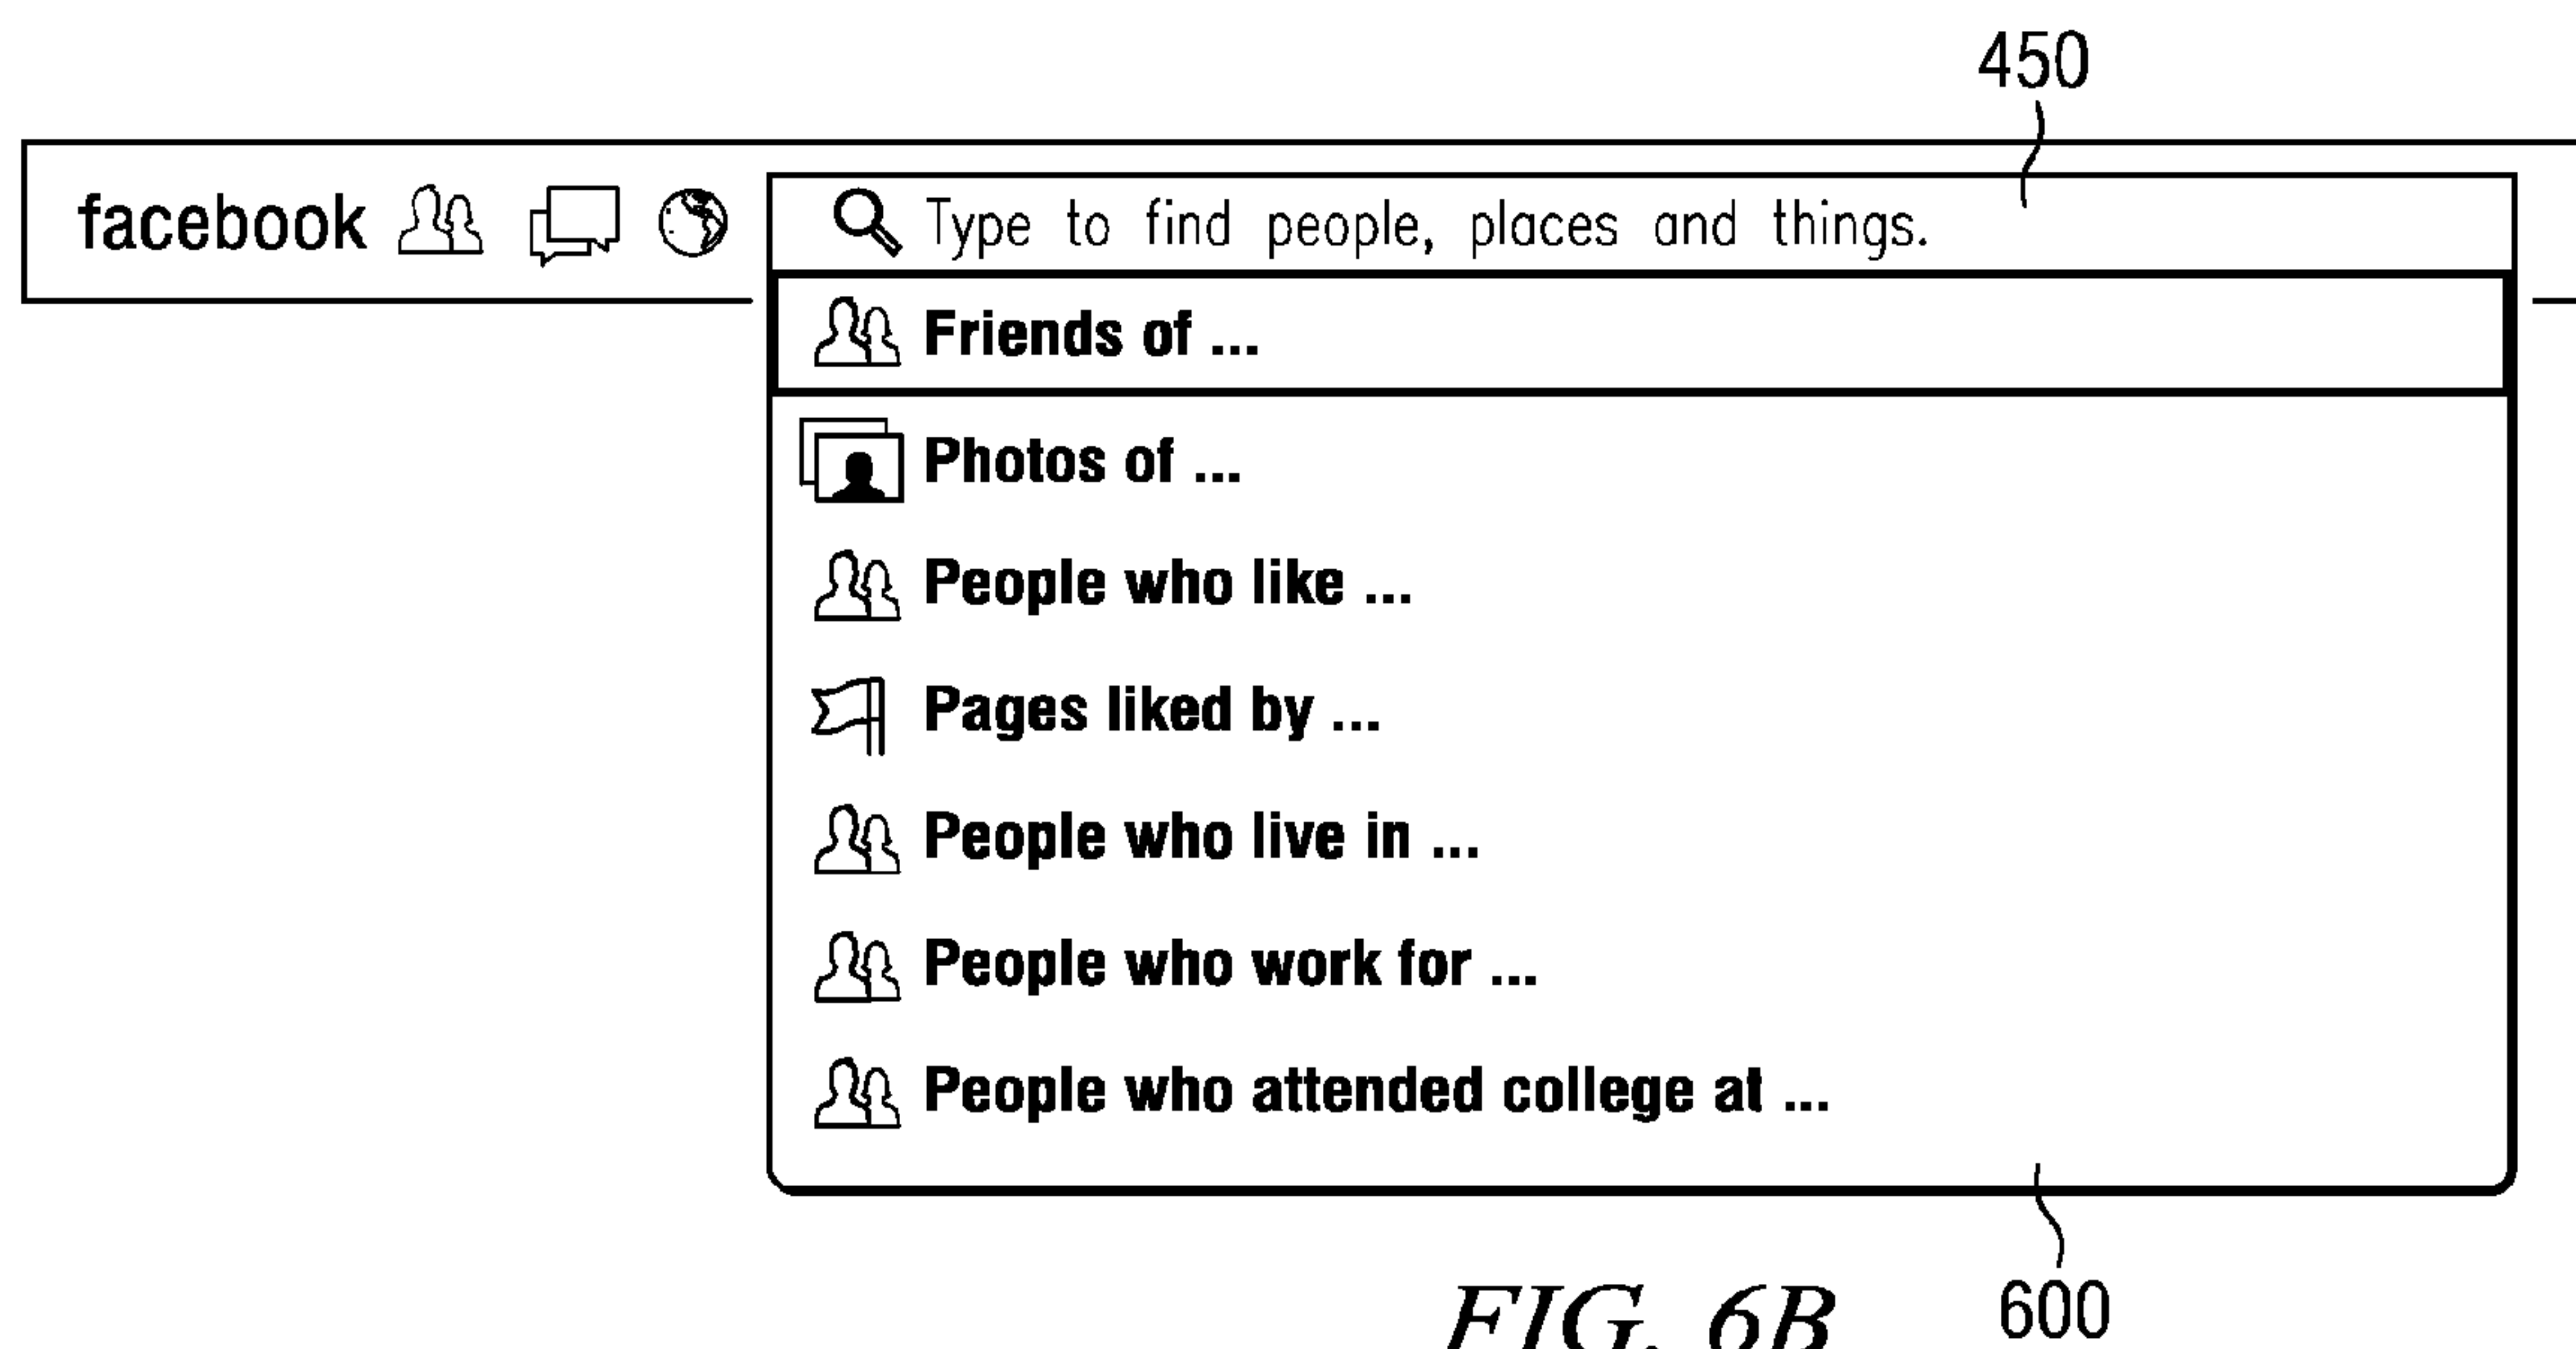 450
facebook
Type to find people, places and things.
Friends of ...
Photos of ...
People who like ...
Pages liked by ...
People who live in ...
People who work for ...
People who attended college at ...
600
FIG. 6B